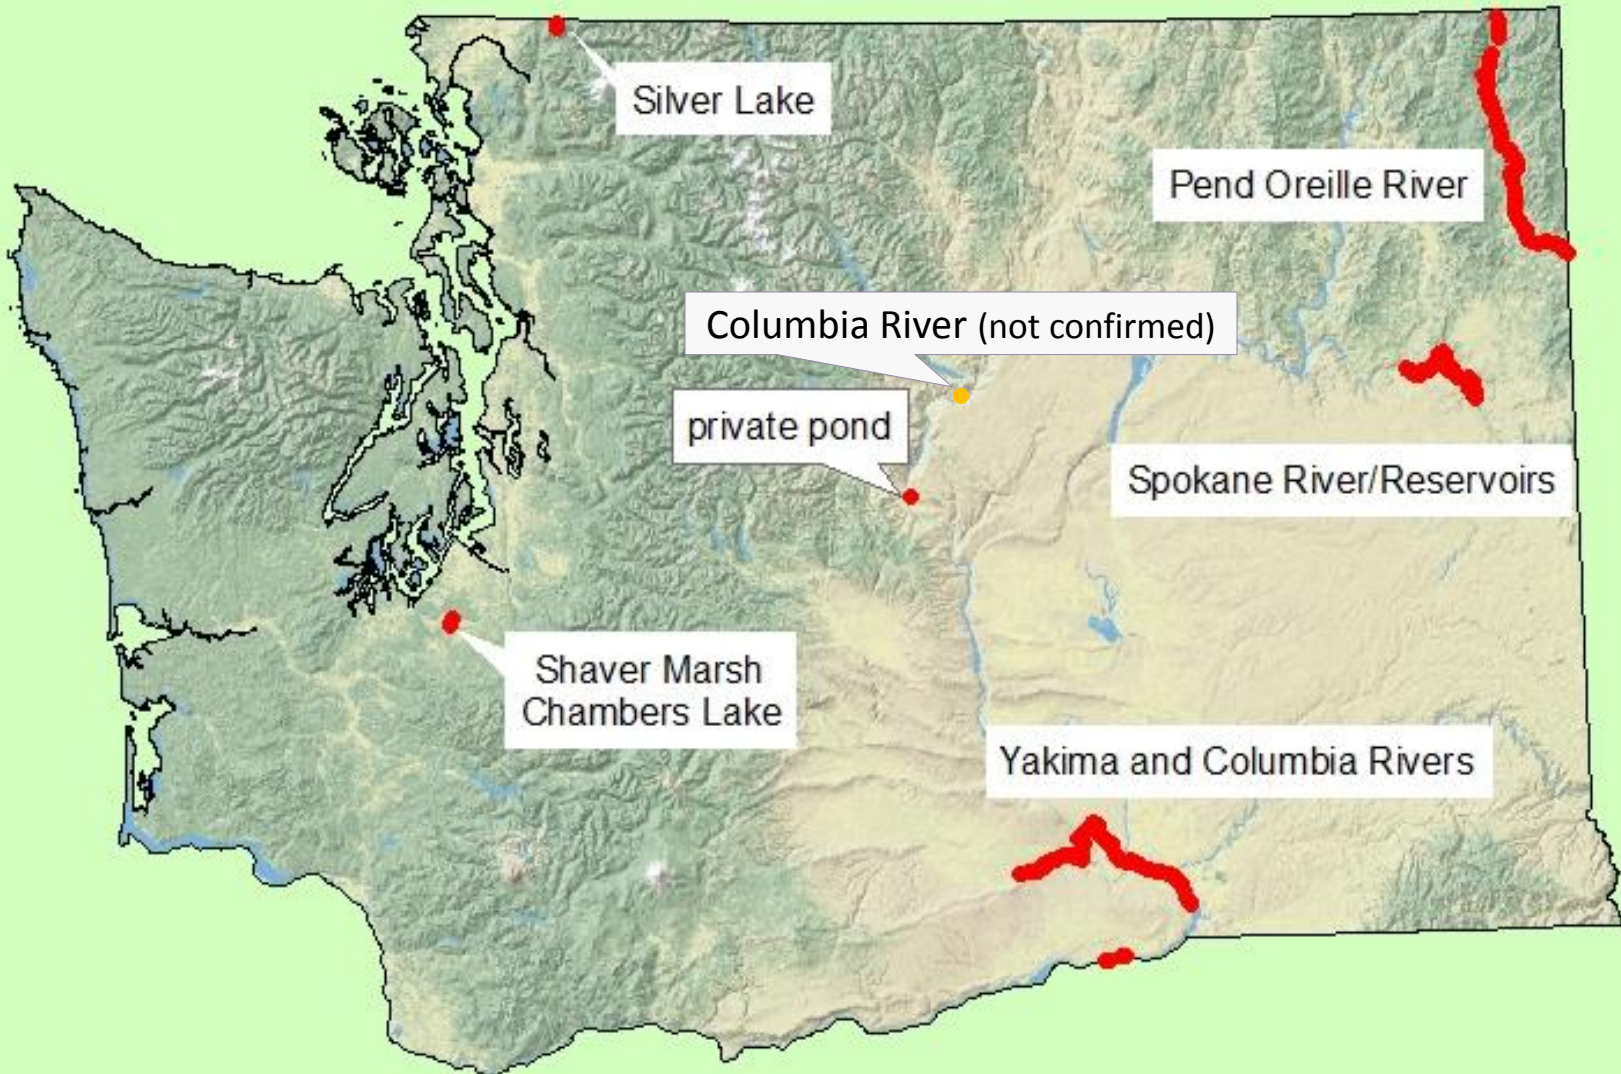 Silver Lake
Pend Oreille River
Columbia River (not confirmed)
private pond
Spokane River/Reservoirs
Shaver Marsh
Chambers Lake
Yakima and Columbia Rivers